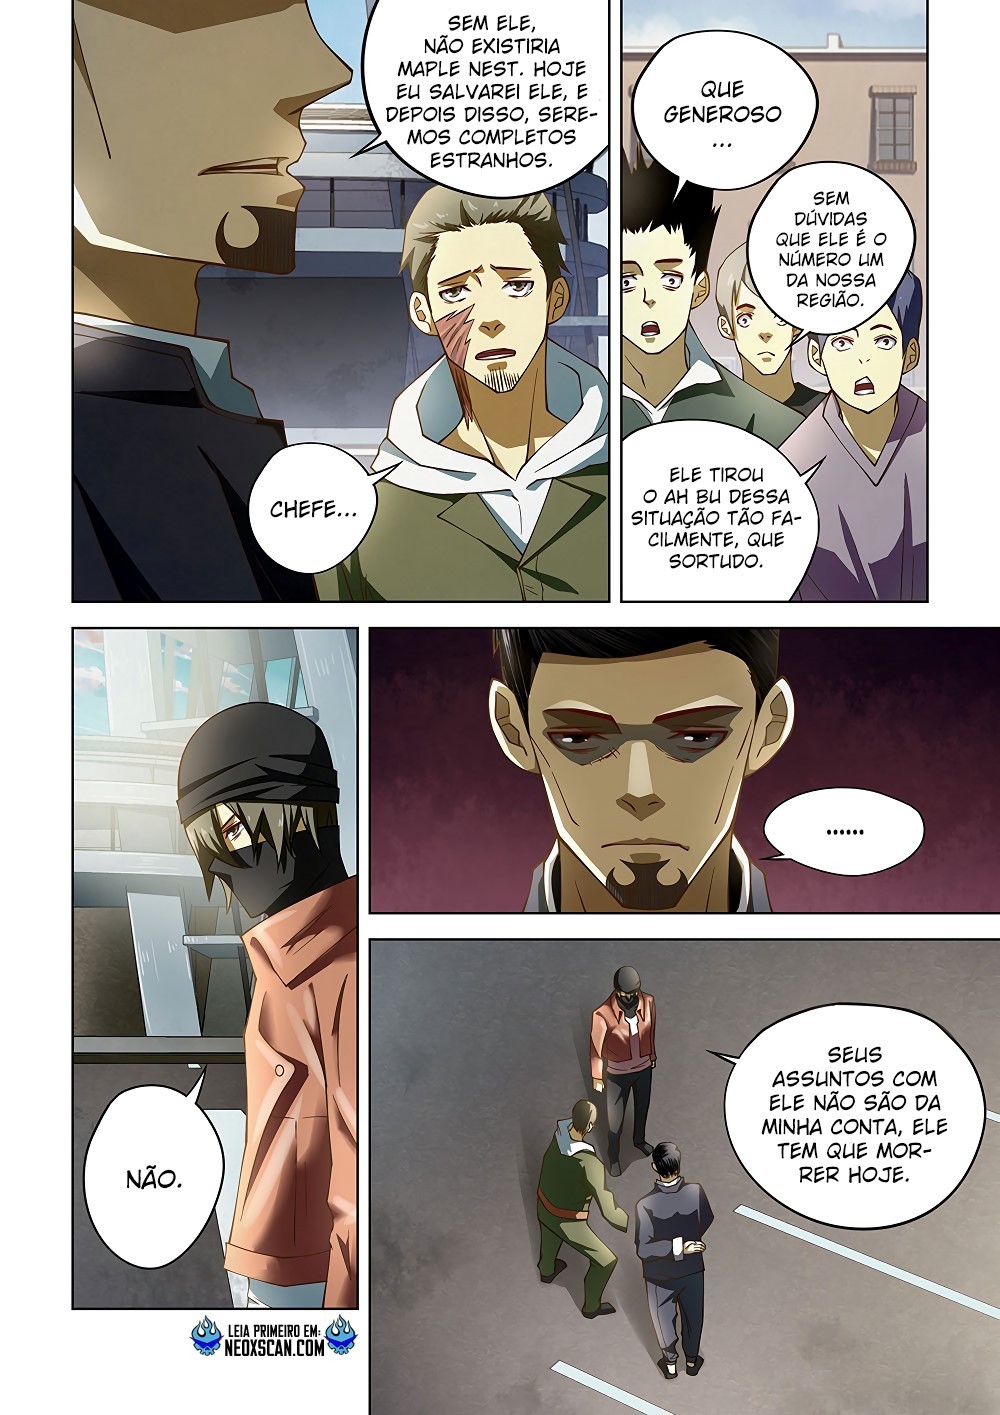 SEM ELE,
NÃO EXISTIRIA
MAPLE NEST. HOJE
EU SALVAREI ELE, E
DEPOIS DISSO, SERE-
MOS COMPLETOS
ESTRANHOS.
CHEFE...
QUE
GENEROSO
...
SEM
DÚVIDAS
QUE ELE É O
NÚMERO UM
DA NOSSA
REGIÃO.
ELE TIROU
O AH BU DESSA
SITUAÇÃO TÃO FA-
CILMENTE, QUE
SORTUDO.
......
NÃO.
SEUS
ASSUNTOS COM
ELE NÃO SÃO DA
MINHA CONTA, ELE
TEM QUE MOR-
RER HOJE.
LEIA PRIMEIRO EM:
NEOXSCAN.COM